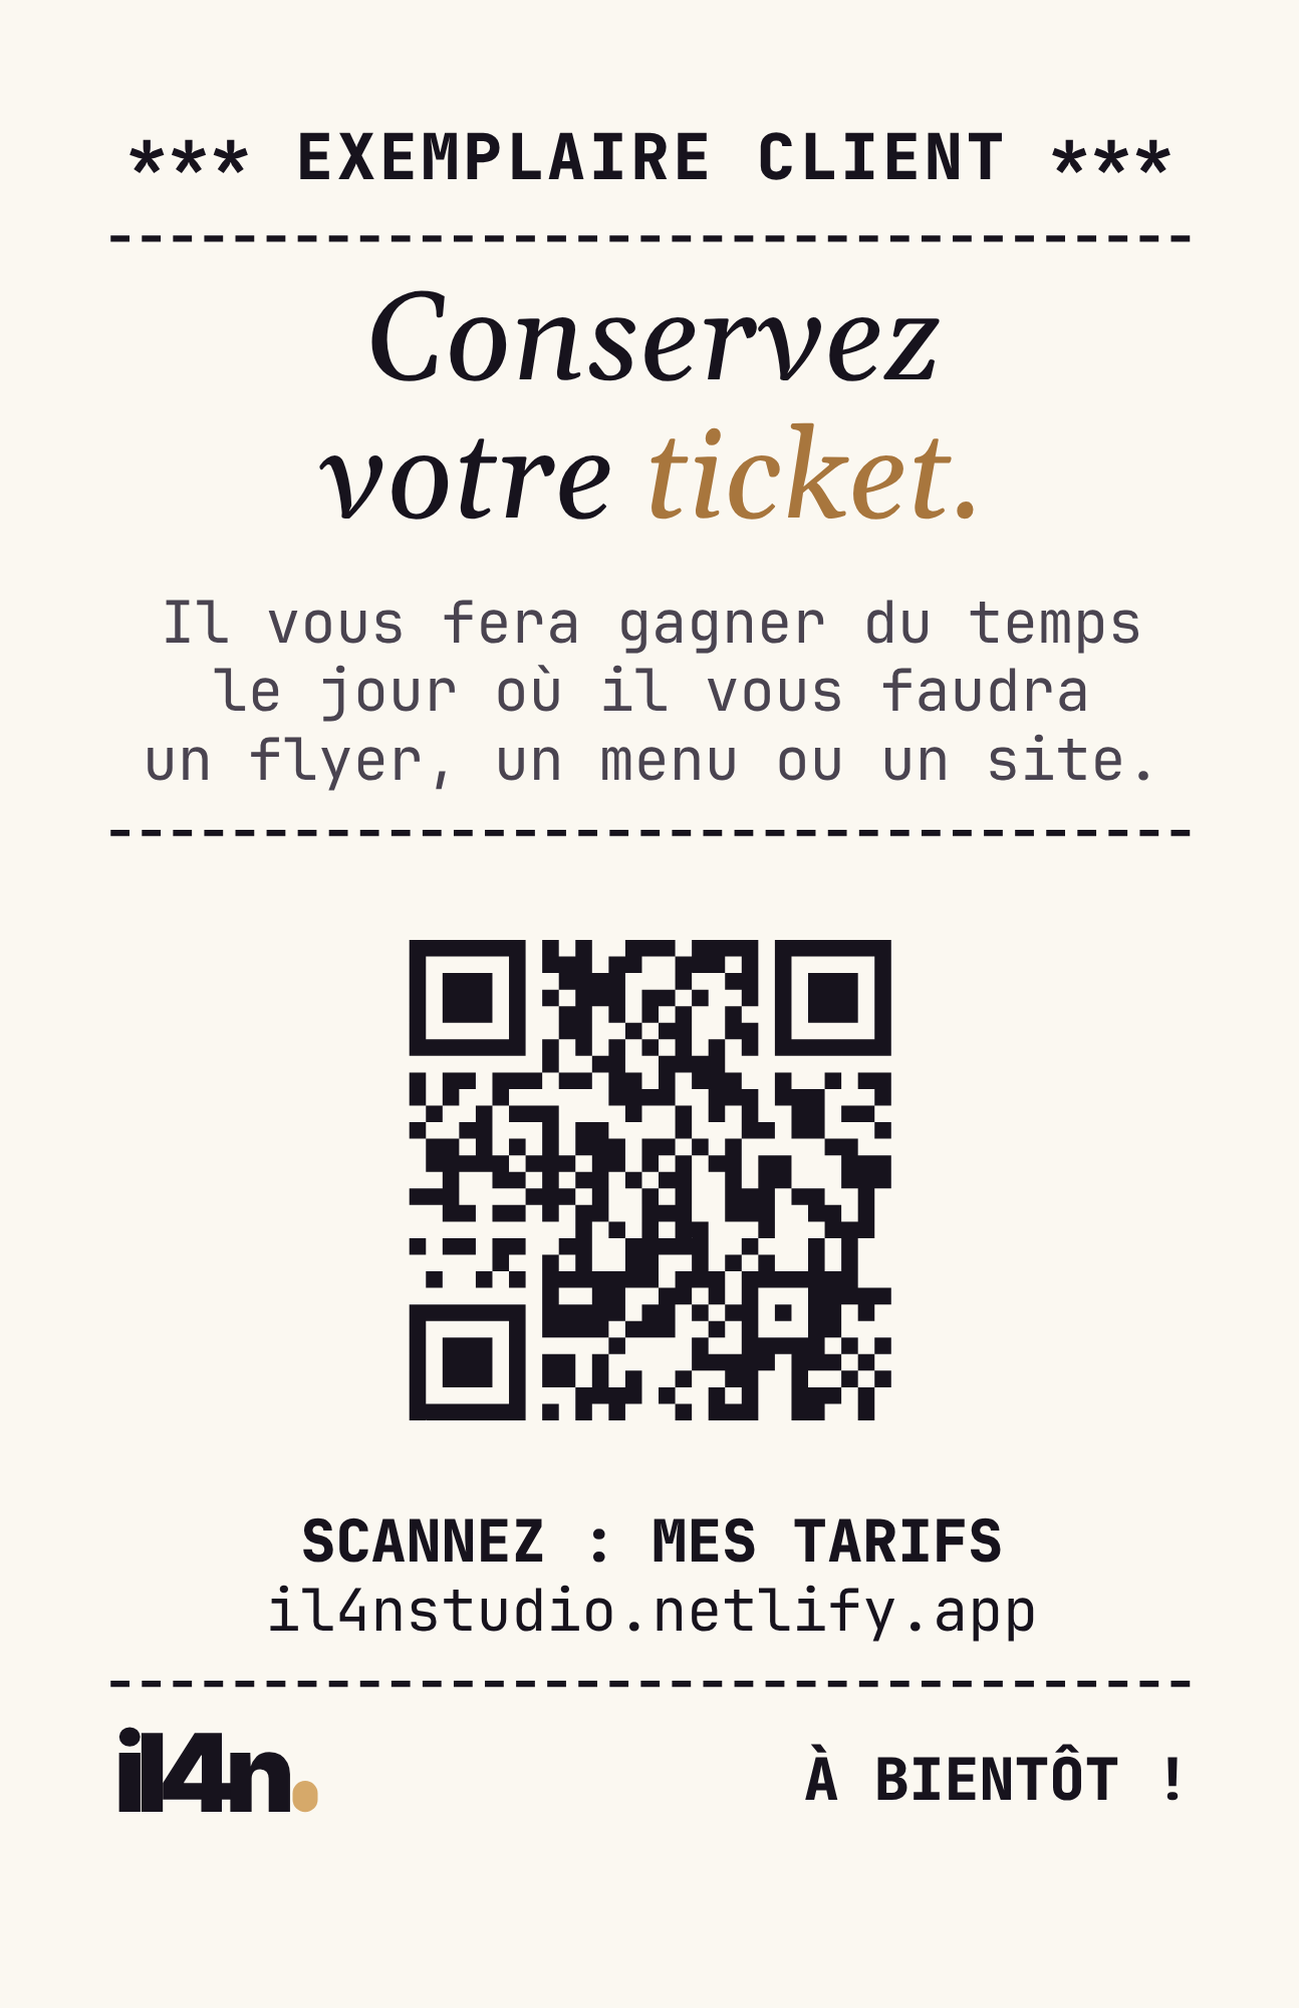 *** EXEMPLAIRE CLIENT ***
Conservez
votre ticket.
Il vous fera gagner du temps
le jour où il vous faudra
un flyer, un menu ou un site.
SCANNEZ : MES TARIFS
il4nstudio.netlify.app
il4n.
À BIENTÔT !